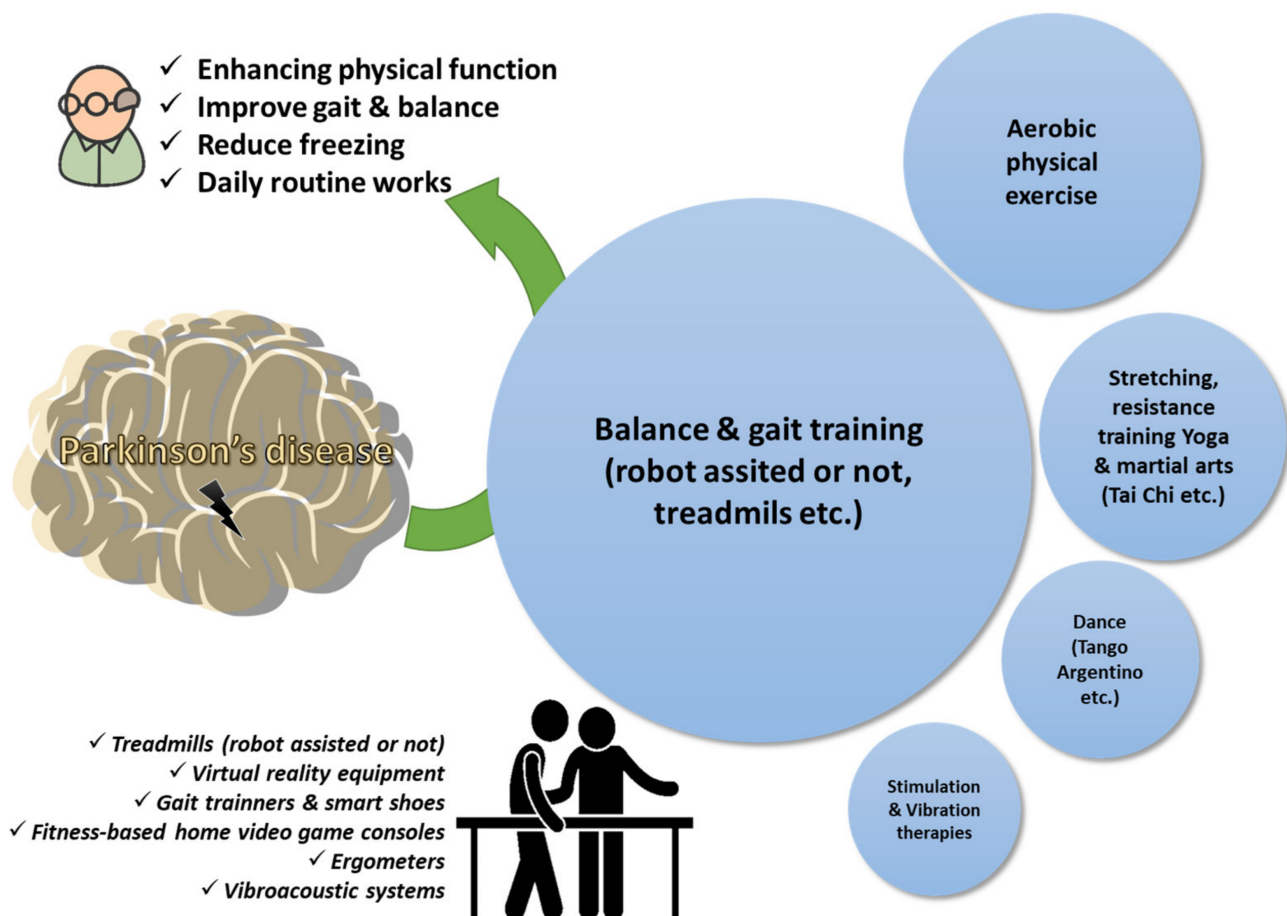 ✓ Enhancing physical function
✓ Improve gait & balance
✓ Reduce freezing
✓ Daily routine works
Parkinson's disease
Balance & gait training
(robot assited or not,
treadmils etc.)
Aerobic
physical
exercise
Stretching,
resistance
training Yoga
& martial arts
(Tai Chi etc.)
Dance
(Tango
Argentino
etc.)
Stimulation
& Vibration
therapies
✓ Treadmills (robot assisted or not)
✓ Virtual reality equipment
✓ Gait trainners & smart shoes
✓ Fitness-based home video game consoles
✓ Ergometers
✓ Vibroacoustic systems